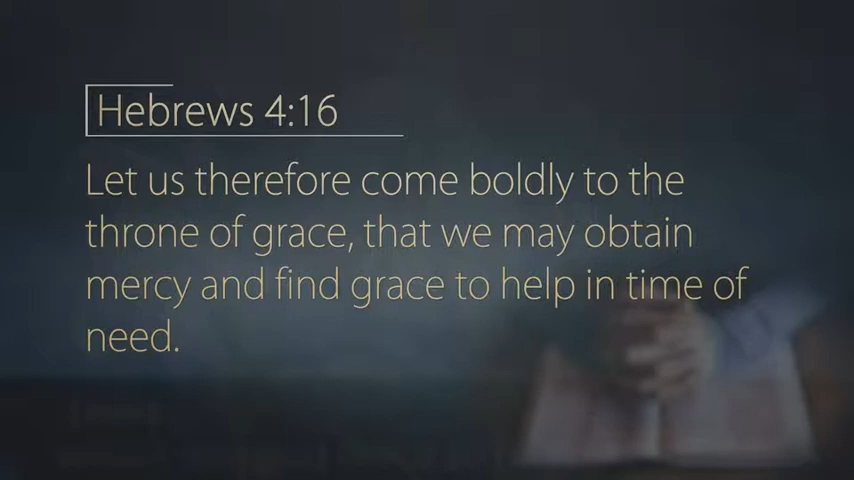 Hebrews 4:16
Let us therefore come boldly to the
throne of grace, that we may obtain
mercy and find grace to help in time of
need.